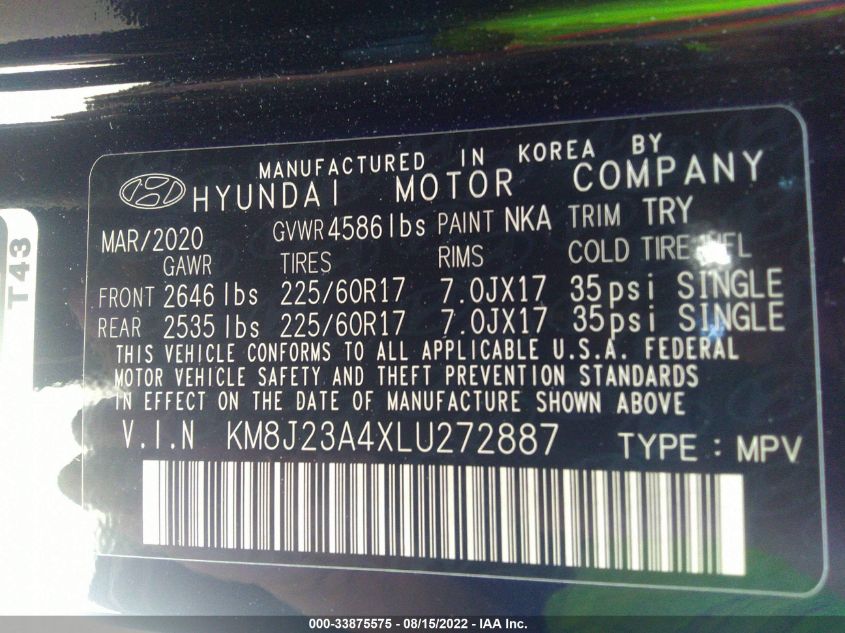 MANUFACTURED IN KOREA BY
HYUNDAI MOTOR COMPANY
MAR/2020 GVWR 4586 lbs PAINT NKA TRIM TRY
GAWR TIRES RIMS COLD TIRE
FRONT 2646 lbs 225/60R17 7.0JX17 35psi SINGLE
REAR 2535 lbs 225/60R17 7.0JX17 35psi SINGLE
THIS VEHICLE CONFORMS TO ALL APPLICABLE U.S.A. FEDERAL
MOTOR VEHICLE SAFETY AND THEFT PREVENTION STANDARDS
IN EFFECT ON THE DATE OF MANUFACTURE SHOWN ABOVE
V.I.N KM8J23A4XLU272887 TYPE : MPV
T43
000-33875575 - 08/15/2022 - IAA Inc.